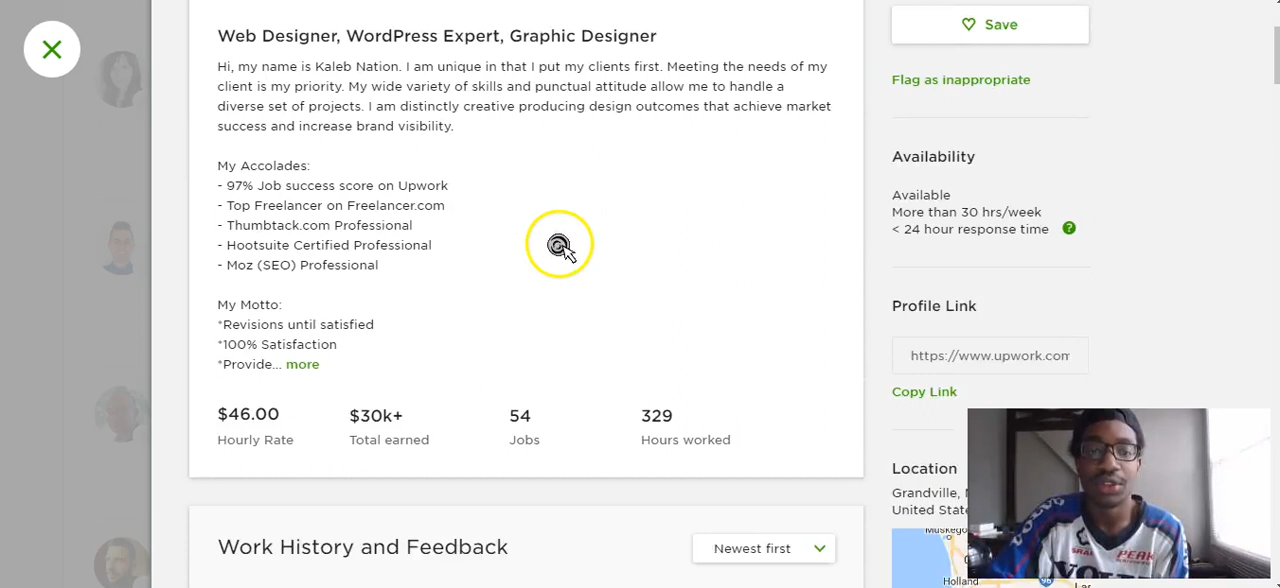 Web Designer, WordPress Expert, Graphic Designer
Hi, my name is Kaleb Nation. I am unique in that I put my clients first. Meeting the needs of my
client is my priority. My wide variety of skills and punctual attitude allow me to handle a
diverse set of projects. I am distinctly creative producing design outcomes that achieve market
success and increase brand visibility.
My Accolades:
- 97% Job success score on Upwork
- Top Freelancer on Freelancer.com
- Thumbtack.com Professional
- Hootsuite Certified Professional
- Moz (SEO) Professional
My Motto:
*Revisions until satisfied
*100% Satisfaction
*Provide... more
$46.00
Hourly Rate
$30k+
Total earned
54
Jobs
329
Hours worked
Work History and Feedback
Newest first
Save
Flag as inappropriate
Availability
Available
More than 30 hrs/week
< 24 hour response time
?
Profile Link
https://www.upwork.com
Copy Link
Location
Grandville,
United State
Muskego
Holland
96
Lan
PEAK